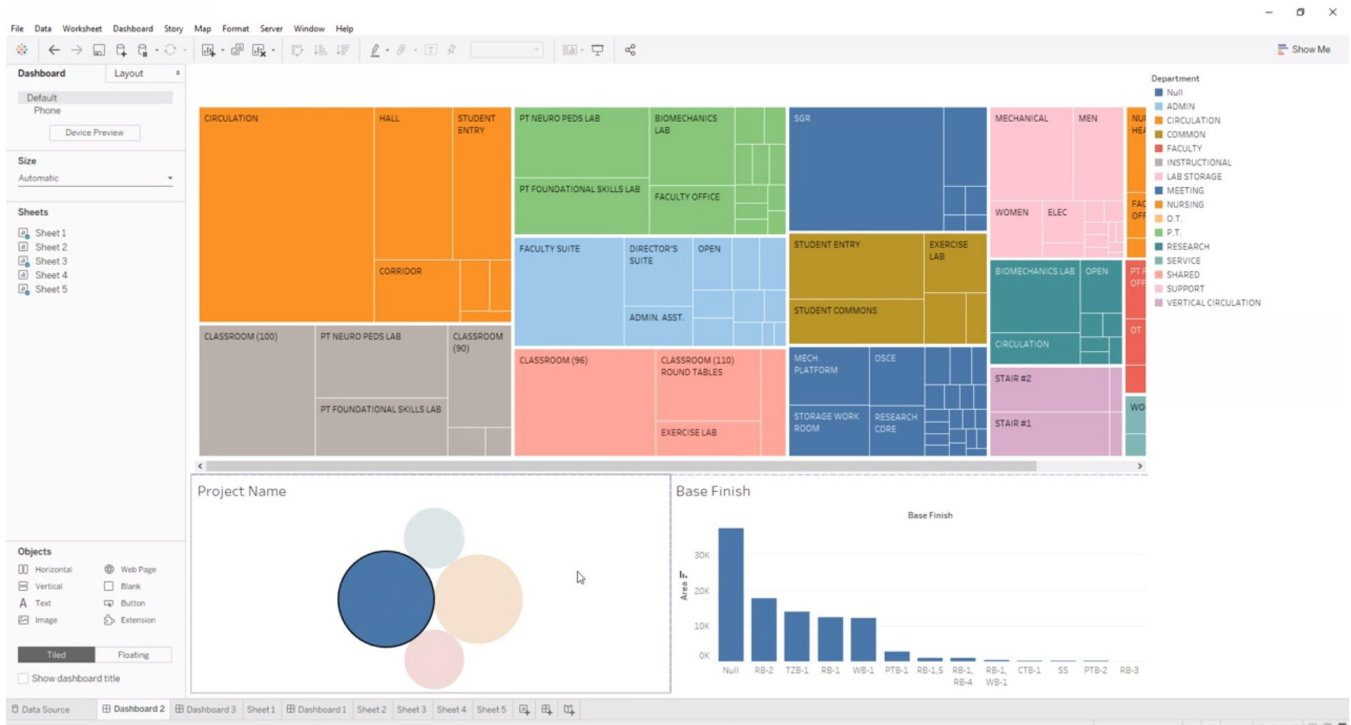 File Data Worksheet Dashboard Story Map Format Server Window Help
Show Me
Dashboard Layout
Default
Phone
Device Preview
Size
Automatic
Sheets
Sheet 1
Sheet 2
Sheet 3
Sheet 4
Sheet 5
Objects
Horizontal Web Page
Vertical Blank
Text Button
Image Extension
Tiled Floating
Show dashboard title
CIRCULATION
HALL
STUDENT
ENTRY
CORRIDOR
CLASSROOM (100)
PT NEURO PEDS LAB
CLASSROOM
(90)
PT FOUNDATIONAL SKILLS LAB
PT NEURO PEDS LAB
BIOMECHANICS
LAB
PT FOUNDATIONAL SKILLS LAB
FACULTY OFFICE
FACULTY SUITE
DIRECTOR'S
SUITE
OPEN
ADMIN. ASST.
CLASSROOM (96)
CLASSROOM (110)
ROUND TABLES
EXERCISE LAB
SGR
STUDENT ENTRY
EXERCISE
LAB
STUDENT COMMONS
MECH.
PLATFORM
OSCE
STORAGE WORK
ROOM
RESEARCH
CORE
MECHANICAL
MEN
WOMEN
ELEC
BIOMECHANICS LAB
OPEN
CIRCULATION
STAIR #2
STAIR #1
OT
Department
Null
ADMIN
CIRCULATION
COMMON
FACULTY
INSTRUCTIONAL
LAB STORAGE
MEETING
NURSING
O.T.
P.T.
RESEARCH
SERVICE
SHARED
SUPPORT
VERTICAL CIRCULATION
Project Name
Base Finish
Base Finish
Area
30K
20K
10K
0K
Null RB-2 TZB-1 RB-1 WB-1 PTB-1 RB-1,5 RB-1, RB-1, CTB-1 SS PTB-2 RB-3
RB-4 WB-1
Data Source Dashboard 2 Dashboard 3 Sheet 1 Dashboard 1 Sheet 2 Sheet 3 Sheet 4 Sheet 5